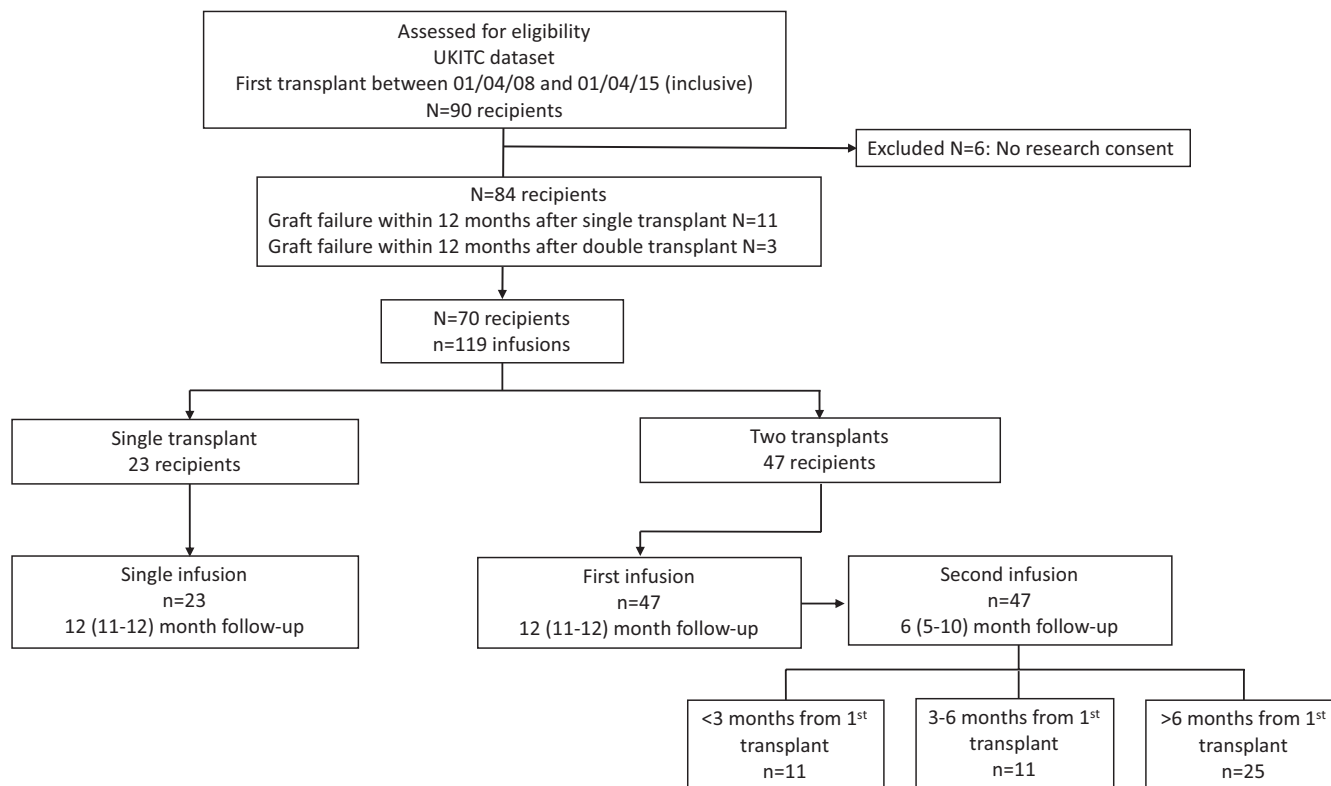 Assessed for eligibility
UKITC dataset
First transplant between 01/04/08 and 01/04/15 (inclusive)
N=90 recipients
Excluded N=6: No research consent
N=84 recipients
Graft failure within 12 months after single transplant N=11
Graft failure within 12 months after double transplant N=3
N=70 recipients
n=119 infusions
Single transplant
23 recipients
Two transplants
47 recipients
Single infusion
n=23
12 (11-12) month follow-up
First infusion
n=47
12 (11-12) month follow-up
Second infusion
n=47
6 (5-10) month follow-up
<3 months from 1st
transplant
n=11
3-6 months from 1st
transplant
n=11
>6 months from 1st
transplant
n=25